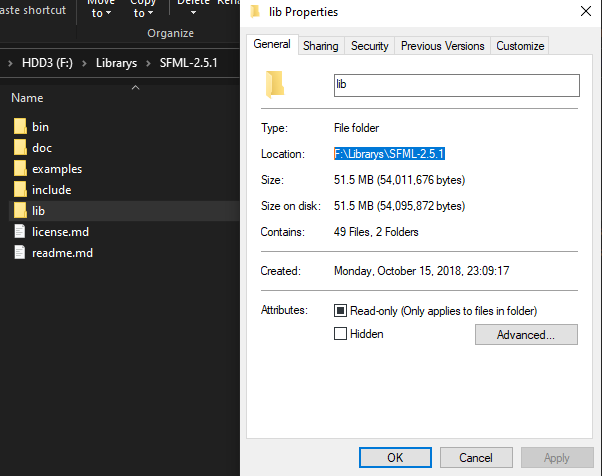 aste shortcut
Move
to
Copy
to
Delete
Rena
Organize
HDD3 (F:) > Librarys > SFML-2.5.1
Name
bin
doc
examples
include
lib
license.md
readme.md
lib Properties
General Sharing Security Previous Versions Customize
lib
Type: File folder
Location: F:\Librarys\SFML-2.5.1
Size: 51.5 MB (54,011,676 bytes)
Size on disk: 51.5 MB (54,095,872 bytes)
Contains: 49 Files, 2 Folders
Created: Monday, October 15, 2018, 23:09:17
Attributes: Read-only (Only applies to files in folder)
Hidden Advanced...
OK Cancel Apply